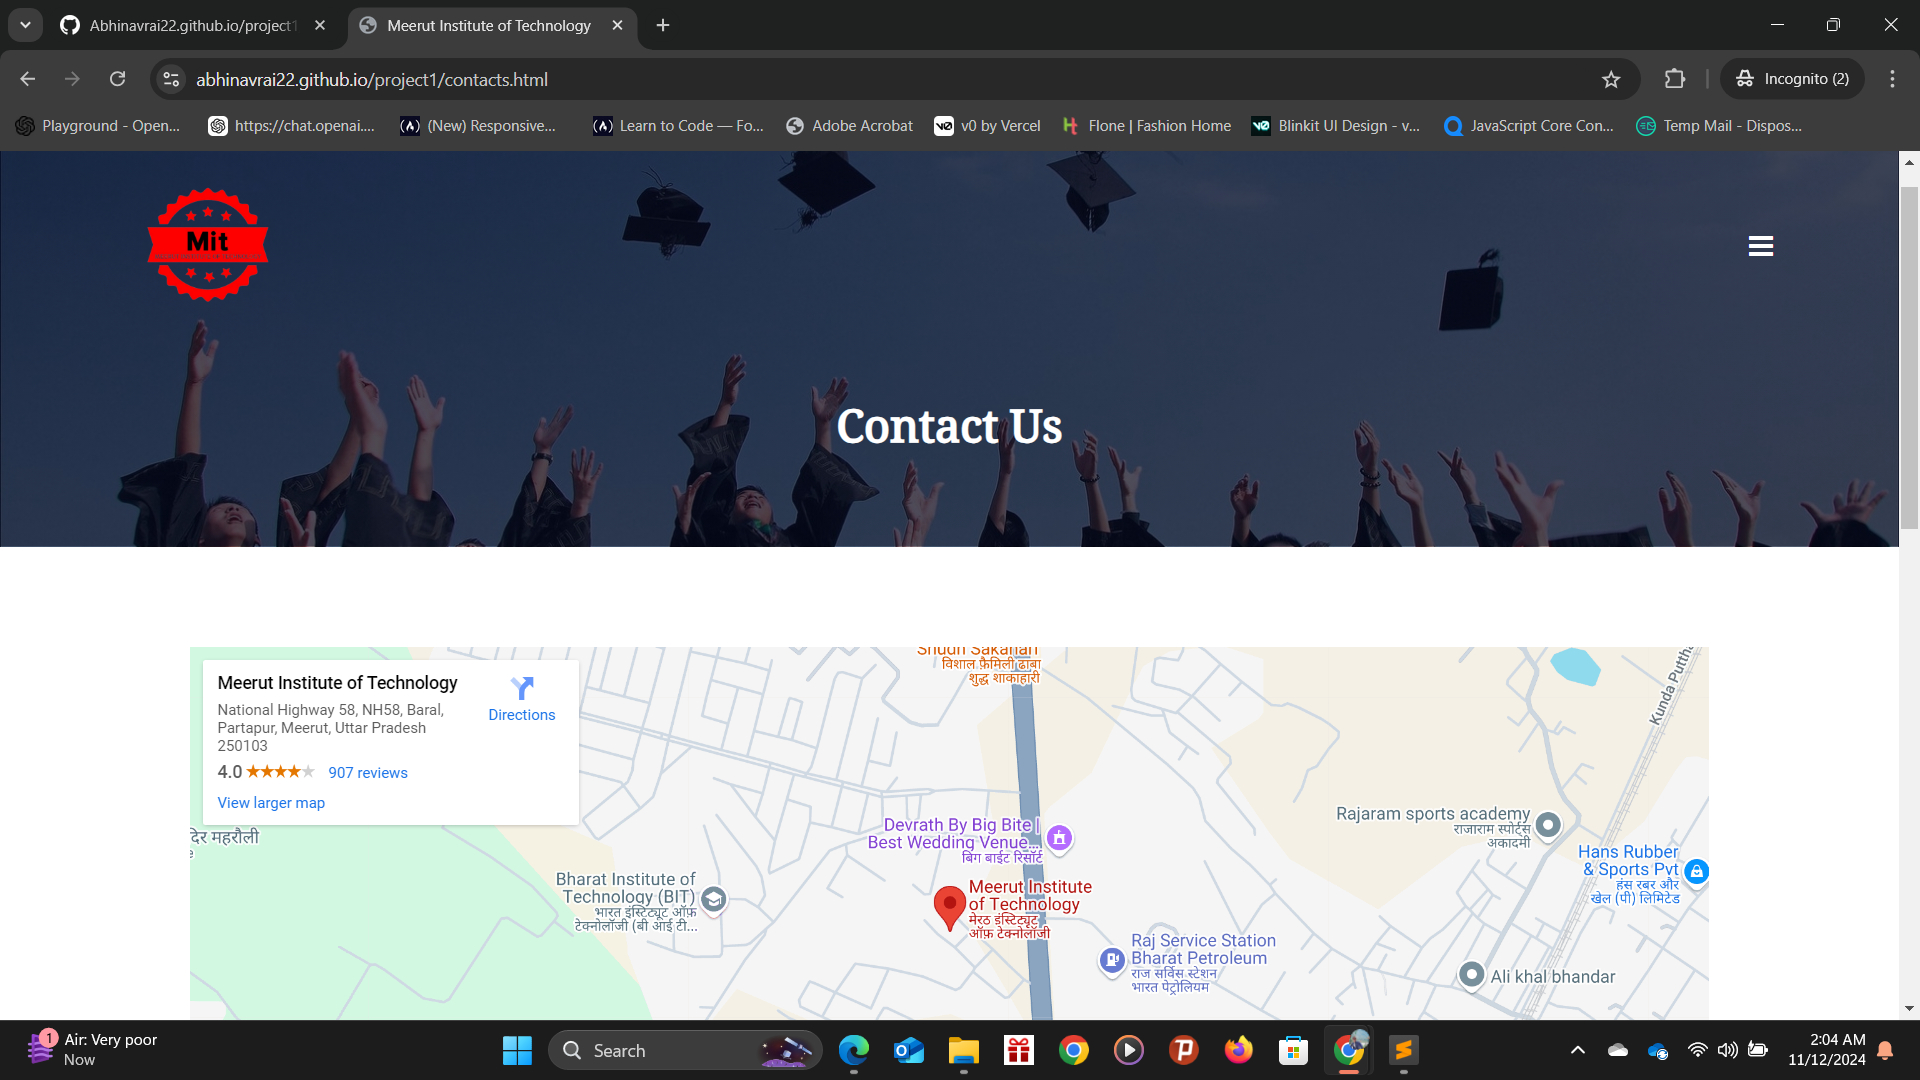 Abhinavrai22.github.io/project1
Meerut Institute of Technology
abhinavrai22.github.io/project1/contacts.html
Incognito (2)
Playground - Open...
https://chat.openai....
(New) Responsive...
Learn to Code — Fo...
Adobe Acrobat
v0 by Vercel
Flone | Fashion Home
Blinkit UI Design - v...
JavaScript Core Con...
Temp Mail - Dispos...
Mit
Contact Us
Meerut Institute of Technology
National Highway 58, NH58, Baral,
Partapur, Meerut, Uttar Pradesh
250103
Directions
4.0
907 reviews
View larger map
Shudh Sakahari
विशाल फ़ैमिली ढाबा
शुद्ध शाकाहारी
Kunda Puttha
Devrath By Big Bite |
Best Wedding Venue...
बिग बाईट रिसॉर्ट
Rajaram sports academy
राजाराम स्पोर्ट्स
अकादमी
Hans Rubber
& Sports Pvt
हंस रबर और
खेल (पी) लिमिटेड
Bharat Institute of
Technology (BIT)
भारत इंस्टिट्यूट ऑफ़
टेक्नोलॉजी (बी आई टी...
Meerut Institute
of Technology
मेरठ इंस्टिट्यूट
ऑफ़ टेक्नोलॉजी
Raj Service Station
Bharat Petroleum
राज सर्विस स्टेशन
भारत पेट्रोलियम
Ali khal bhandar
1
Air: Very poor
Now
Search
2:04 AM
11/12/2024